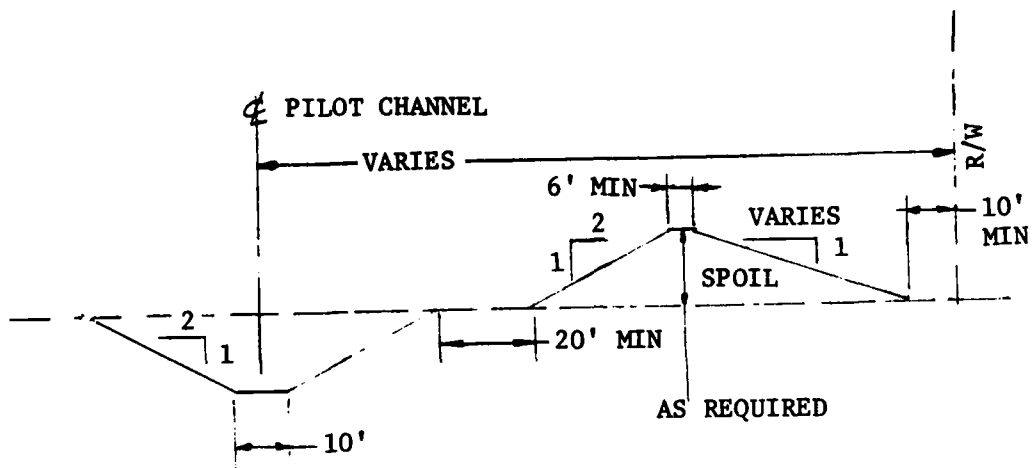 ℄ PILOT CHANNEL
VARIES
R/W
6' MIN
VARIES
10'
MIN
2
1
1
SPOIL
2
1
20' MIN
AS REQUIRED
10'